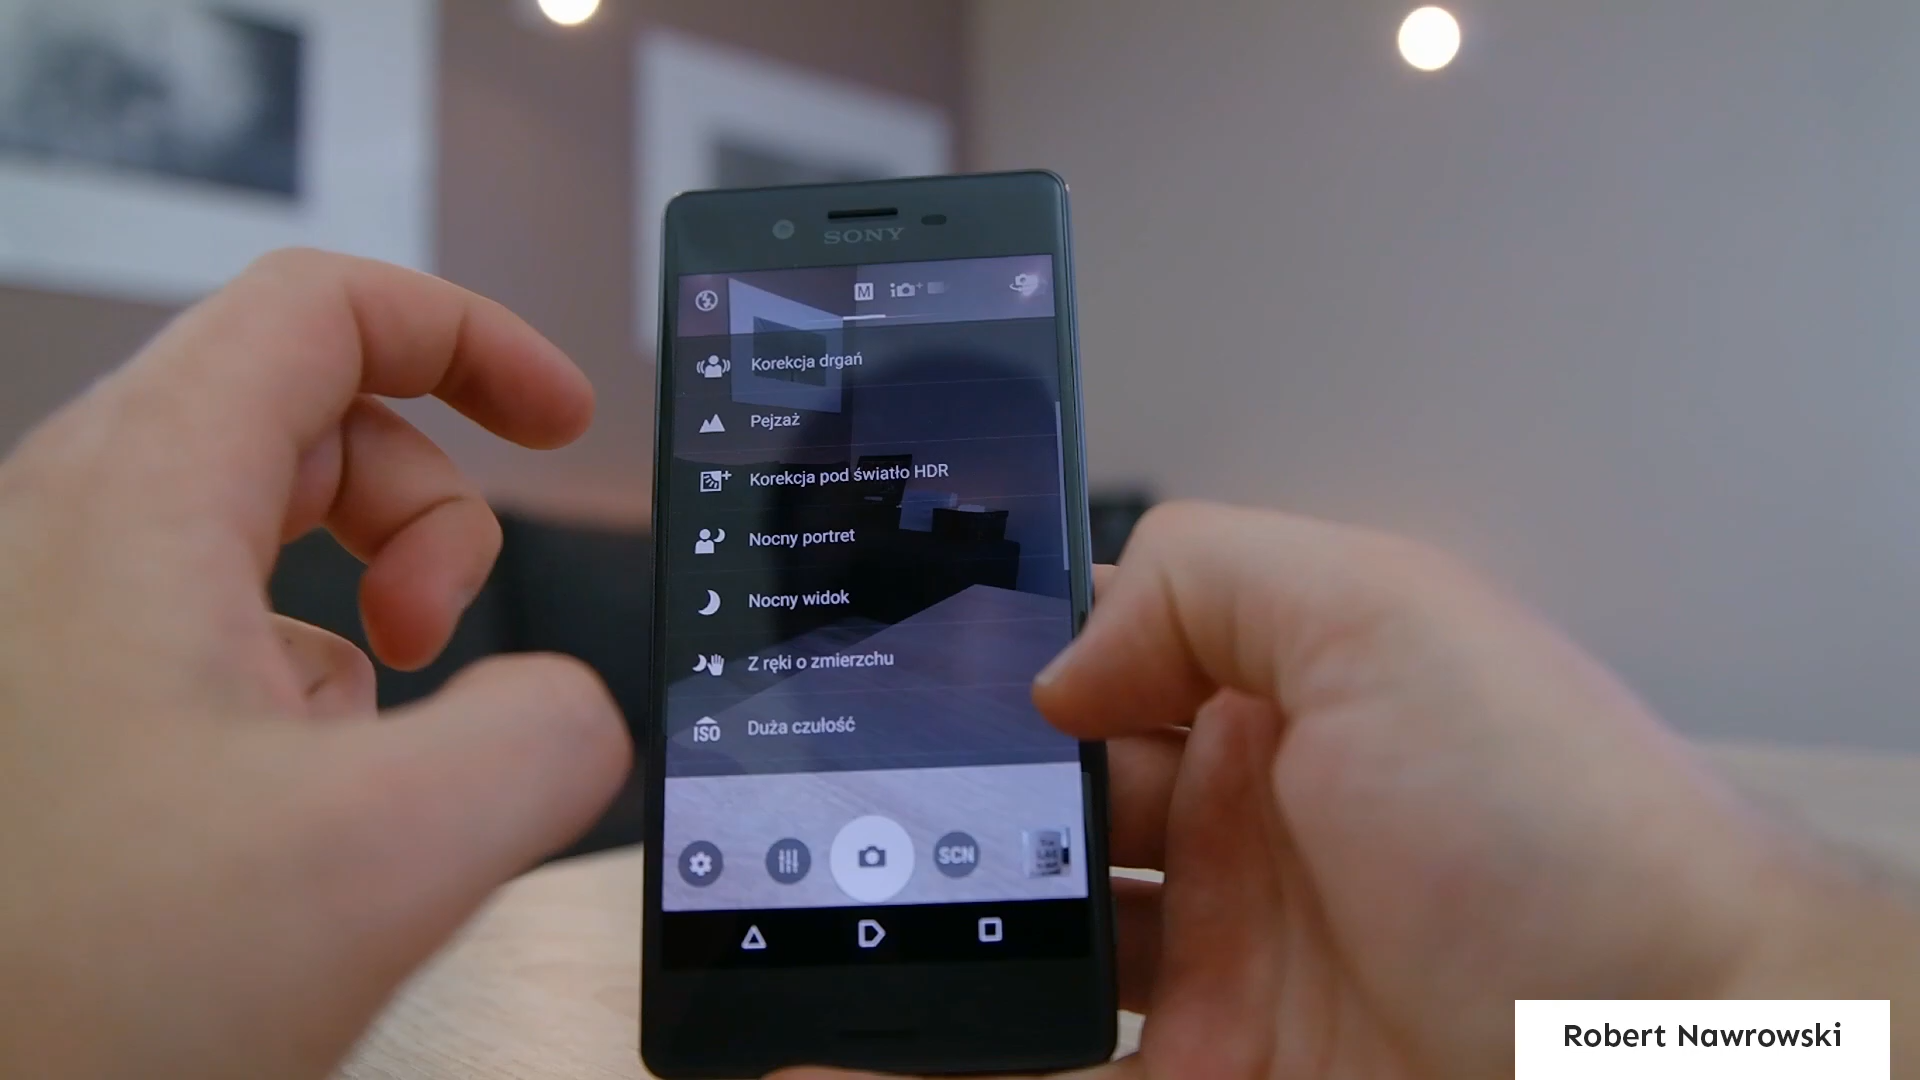 SONY
M
Korekcja drgań
Pejzaż
Korekcja pod światło HDR
Nocny portret
Nocny widok
Z ręki o zmierzchu
ISO Duża czułość
SCN
Robert Nawrowski